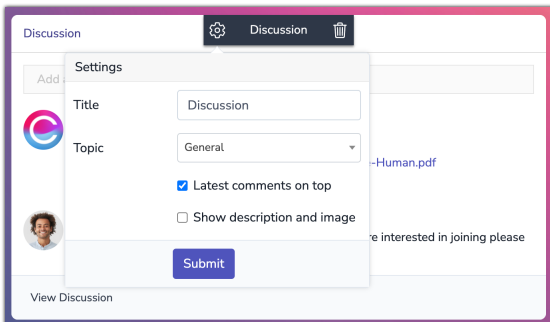 Discussion
Discussion
Add
Settings
Title
Discussion
Topic
General
-Human.pdf
Latest comments on top
Show description and image
re interested in joining please
Submit
View Discussion